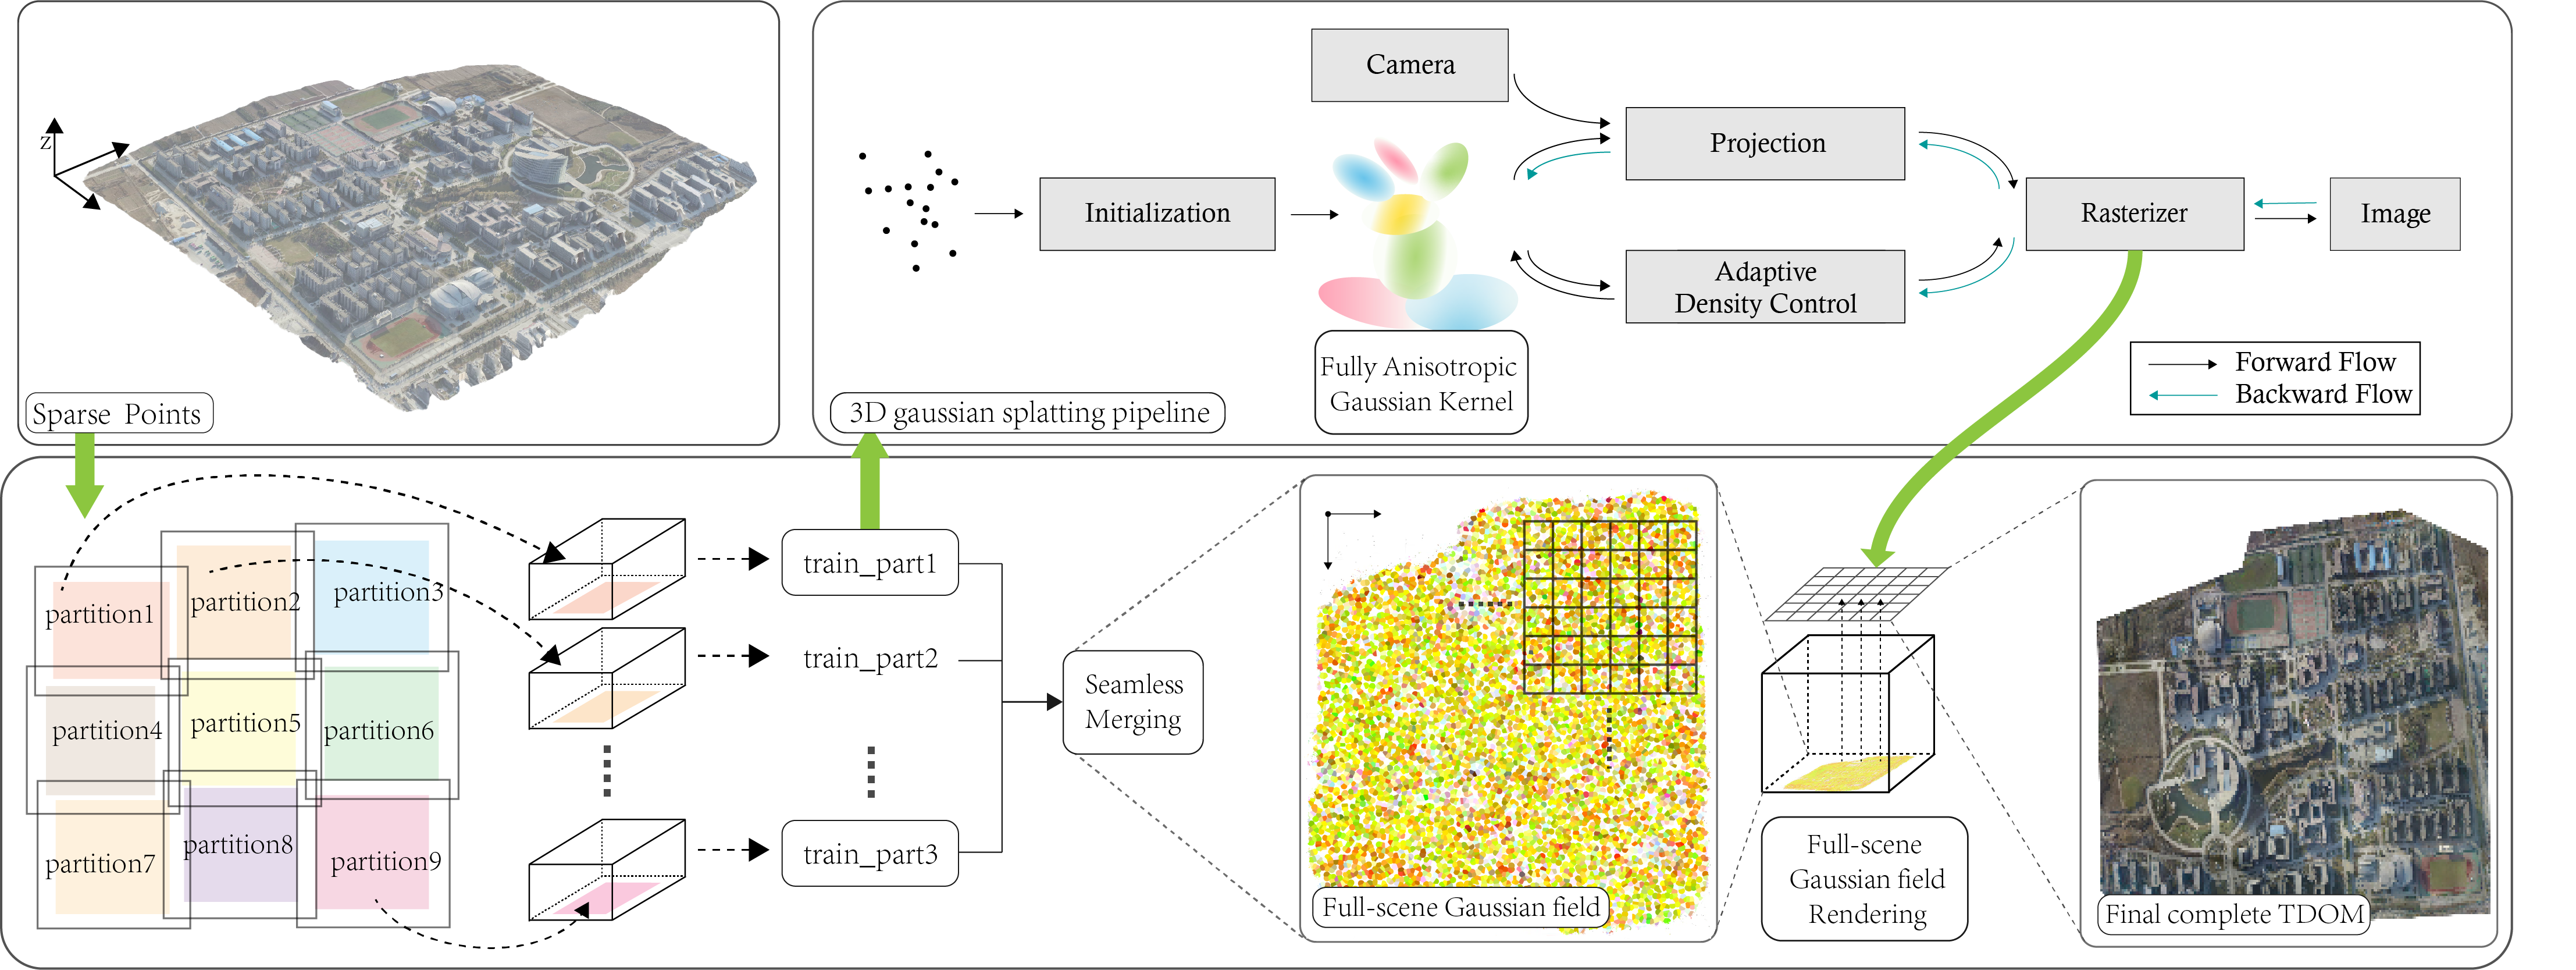 Z
Sparse Points
Camera
Projection
Initialization
Rasterizer
Image
Adaptive
Density Control
Fully Anisotropic
Gaussian Kernel
3D gaussian splatting pipeline
Forward Flow
Backward Flow
partition1
partition2
partition3
partition4
partition5
partition6
partition7
partition8
partition9
train_part1
train_part2
train_part3
Seamless
Merging
Full-scene Gaussian field
Full-scene
Gaussian field
Rendering
Final complete TDOM